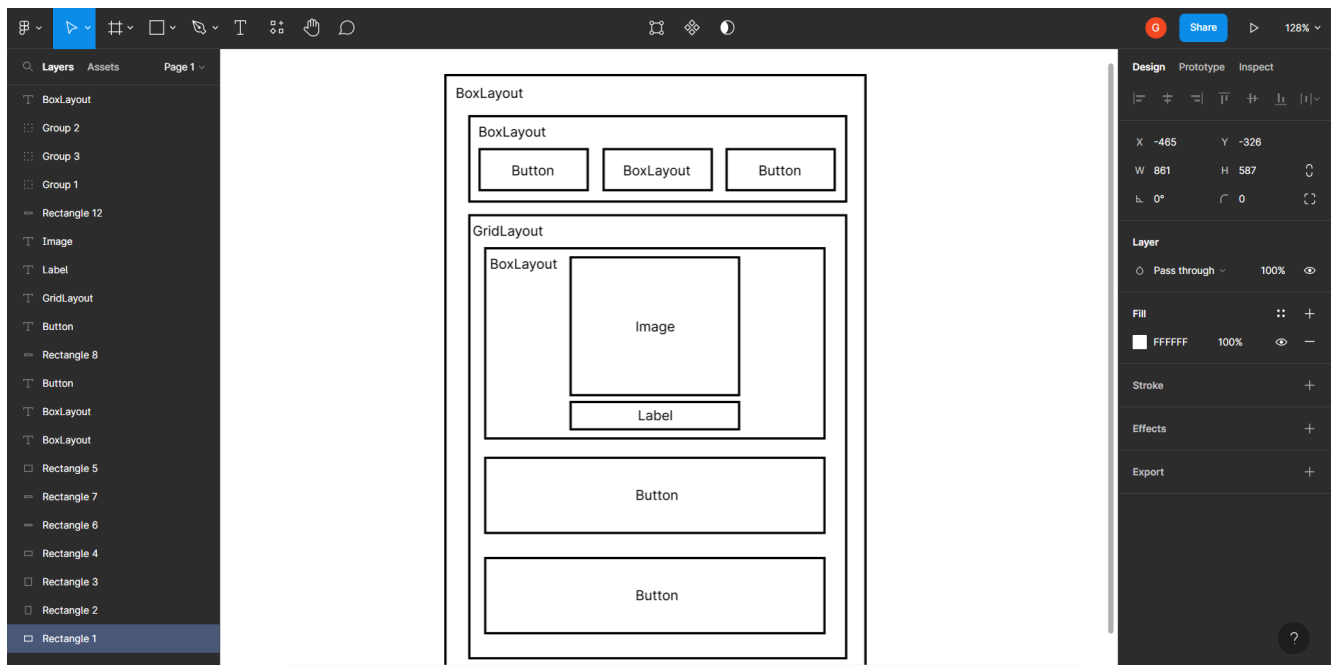 G
Share
128%
Layers Assets Page 1
BoxLayout
Group 2
Group 3
Group 1
Rectangle 12
Image
Label
GridLayout
Button
Rectangle 8
Button
BoxLayout
BoxLayout
Rectangle 5
Rectangle 7
Rectangle 6
Rectangle 4
Rectangle 3
Rectangle 2
Rectangle 1
BoxLayout
BoxLayout
Button BoxLayout Button
GridLayout
BoxLayout
Image
Label
Button
Button
Design Prototype Inspect
X -465 Y -326
W 861 H 587
0° 0
Layer
Pass through 100%
Fill
FFFFFF 100%
Stroke
Effects
Export
?